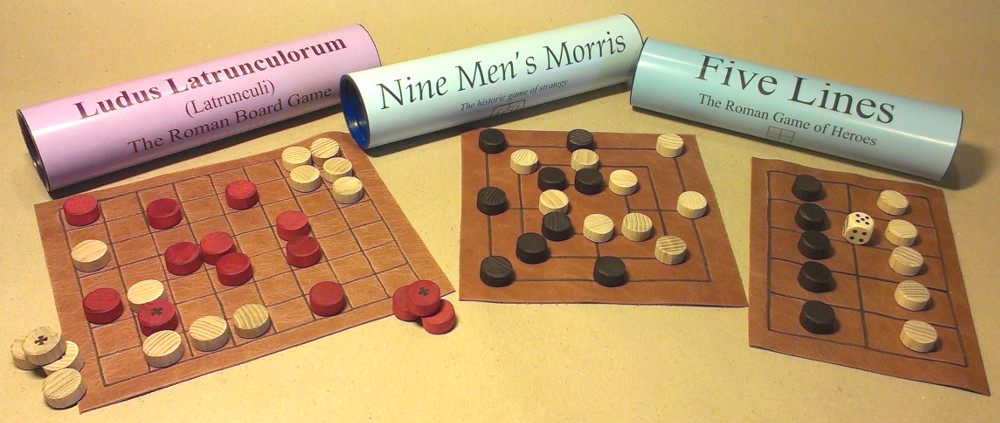 Ludus Latrunculorum
(Latrunculi)
The Roman Board Game
Nine Men's Morris
The historic game of strategy
Five Lines
The Roman Game of Heroes